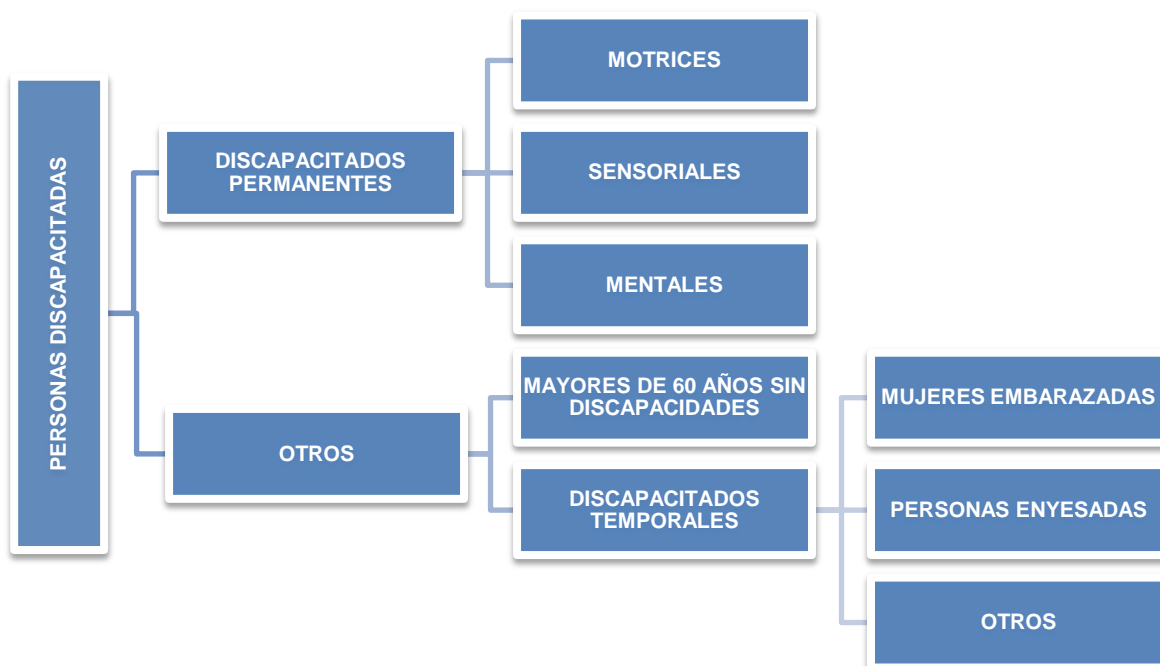 PERSONAS DISCAPACITADAS
DISCAPACITADOS
PERMANENTES
MOTRICES
SENSORIALES
MENTALES
OTROS
MAYORES DE 60 AÑOS SIN
DISCAPACIDADES
DISCAPACITADOS
TEMPORALES
MUJERES EMBARAZADAS
PERSONAS ENYESADAS
OTROS